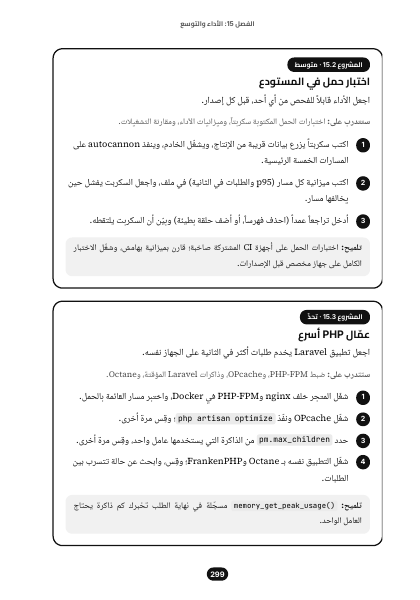 الفصل 15: الأداء والتوسع
المشروع 15.2 · متوسط
اختبار حمل في المستودع
اجعل الأداء قابلاً للفحص من أي أحد، قبل كل إصدار.
ستتدرب على: اختبارات الحمل المكتوبة سكربتاً، وميزانيات الأداء، ومقارنة التشغيلات.
1 اكتب سكربتاً يزرع بيانات قريبة من الإنتاج، ويشغّل الخادم، وينفذ autocannon على
المسارات الخمسة الرئيسية.
2 اكتب ميزانية كل مسار (p95 والطلبات في الثانية) في ملف، واجعل السكربت يفشل حين
يخالفها مسار.
3 أدخل تراجعاً عمداً (احذف فهرساً، أو أضف حلقة بطيئة) وبيّن أن السكربت يلتقطه.
تلميح: اختبارات الحمل على أجهزة CI المشتركة صاخبة؛ قارن بميزانية بهامش، وشغّل الاختبار
الكامل على جهاز مخصص قبل الإصدارات.
المشروع 15.3 · تحدٍّ
عمّال PHP أسرع
اجعل تطبيق Laravel يخدم طلبات أكثر في الثانية على الجهاز نفسه.
ستتدرب على: ضبط PHP-FPM، وOPcache، وذاكرات Laravel المؤقتة، وOctane.
1 شغّل المتجر خلف nginx وPHP-FPM في Docker، واختبر مسار القائمة بالحمل.
2 شغّل OPcache ونفّذ php artisan optimize؛ وقِس مرة أخرى.
3 حدد pm.max_children من الذاكرة التي يستخدمها عامل واحد، وقِس مرة أخرى.
4 شغّل التطبيق نفسه بـ Octane وFrankenPHP؛ وقِس، وابحث عن حالة تتسرب بين
الطلبات.
تلميح: memory_get_peak_usage() مسجّلة في نهاية الطلب تخبرك كم ذاكرة يحتاج
العامل الواحد.
299